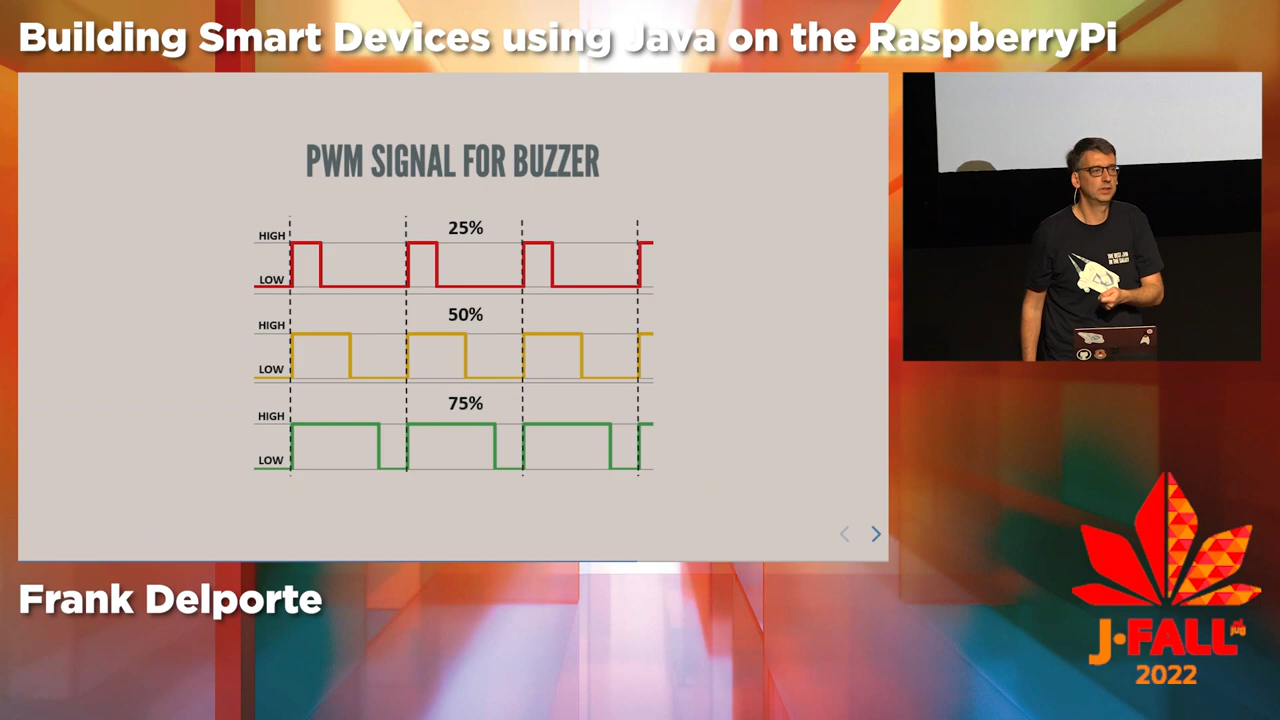 Building Smart Devices using Java on the RaspberryPi
PWM SIGNAL FOR BUZZER
25%
HIGH
LOW
50%
HIGH
LOW
75%
HIGH
LOW
Frank Delporte
J-FALL
2022